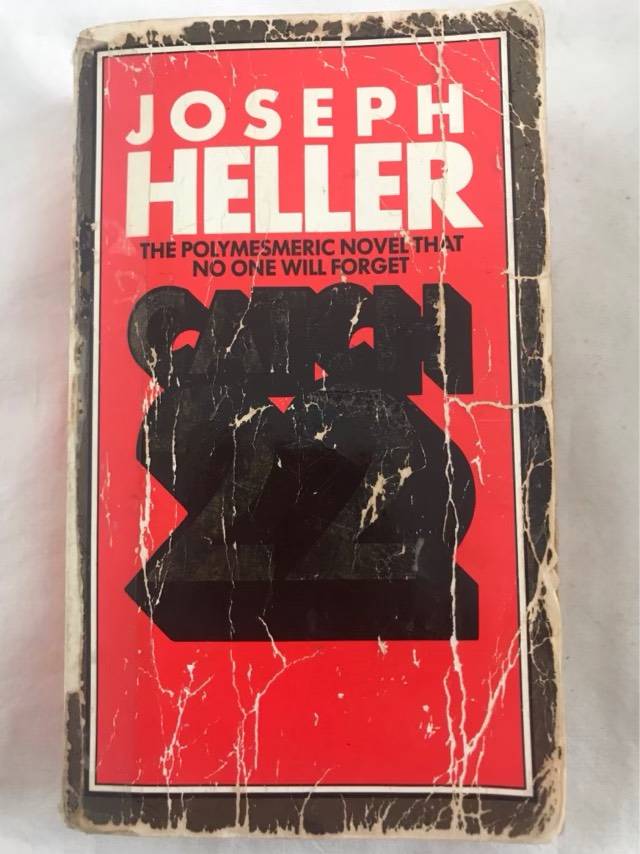 JOSEPH
HELLER
THE POLYMESMERIC NOVEL THAT
NO ONE WILL FORGET
CATCH
22